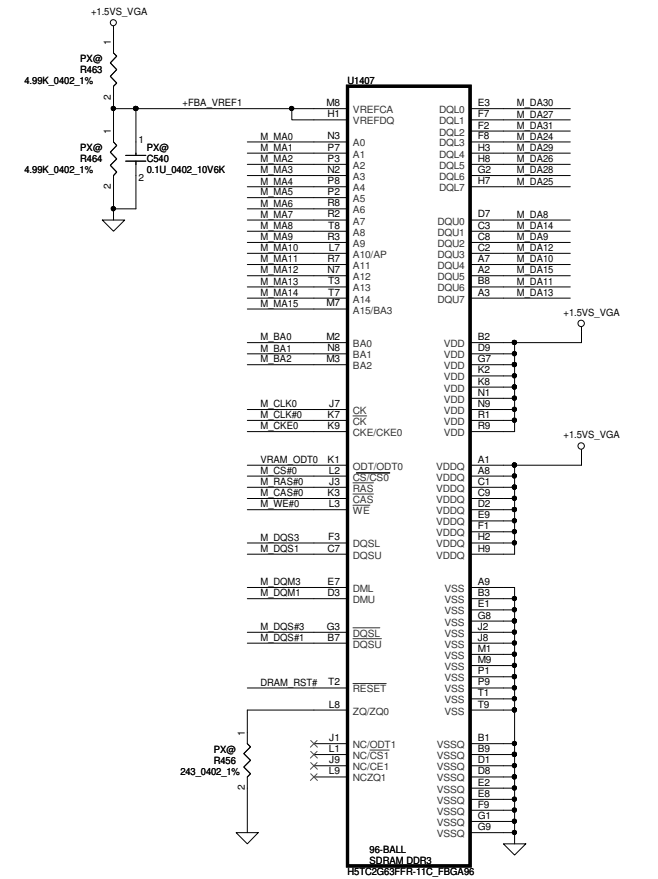 +1.5VS_VGA
1
PX@
R463
4.99K_0402_1%
2
+FBA_VREF1
1
PX@
R464
4.99K_0402_1%
2
1
PX@
C540
0.1U_0402_10V6K
2
U1407
M8 VREFCA
H1 VREFDQ
M_MA0 N3 A0
M_MA1 P7 A1
M_MA2 P3 A2
M_MA3 N2 A3
M_MA4 P8 A4
M_MA5 P2 A5
M_MA6 R8 A6
M_MA7 R2 A7
M_MA8 T8 A8
M_MA9 R3 A9
M_MA10 L7 A10/AP
M_MA11 R7 A11
M_MA12 N7 A12
M_MA13 T3 A13
M_MA14 T7 A14
M_MA15 M7 A15/BA3
M_BA0 M2 BA0
M_BA1 N8 BA1
M_BA2 M3 BA2
M_CLK0 J7 CK
M_CLK#0 K7 CK
M_CKE0 K9 CKE/CKE0
VRAM_ODT0 K1 ODT/ODT0
M_CS#0 L2 CS/CS0
M_RAS#0 J3 RAS
M_CAS#0 K3 CAS
M_WE#0 L3 WE
M_DQS3 F3 DQSL
M_DQS1 C7 DQSU
M_DQM3 E7 DML
M_DQM1 D3 DMU
M_DQS#3 G3 DQSL
M_DQS#1 B7 DQSU
DRAM_RST# T2 RESET
L8 ZQ/ZQ0
1
PX@
R456
243_0402_1%
2
J1 NC/ODT1
L1 NC/CS1
J9 NC/CE1
L9 NCZQ1
DQL0 E3 M_DA30
DQL1 F7 M_DA27
DQL2 F2 M_DA31
DQL3 F8 M_DA24
DQL4 H3 M_DA29
DQL5 H8 M_DA26
DQL6 G2 M_DA28
DQL7 H7 M_DA25
DQU0 D7 M_DA8
DQU1 C3 M_DA14
DQU2 C8 M_DA9
DQU3 C2 M_DA12
DQU4 A7 M_DA10
DQU5 A2 M_DA15
DQU6 B8 M_DA11
DQU7 A3 M_DA13
+1.5VS_VGA
VDD B2
VDD D9
VDD G7
VDD K2
VDD K8
VDD N1
VDD N9
VDD R1
VDD R9
+1.5VS_VGA
VDDQ A1
VDDQ A8
VDDQ C1
VDDQ C9
VDDQ D2
VDDQ E9
VDDQ F1
VDDQ H2
VDDQ H9
VSS A9
VSS B3
VSS E1
VSS G8
VSS J2
VSS J8
VSS M1
VSS M9
VSS P1
VSS P9
VSS T1
VSS T9
VSSQ B1
VSSQ B9
VSSQ D1
VSSQ D8
VSSQ E2
VSSQ E8
VSSQ F9
VSSQ G1
VSSQ G9
96-BALL
SDRAM DDR3
H5TC2G63FFR-11C_FBGA96